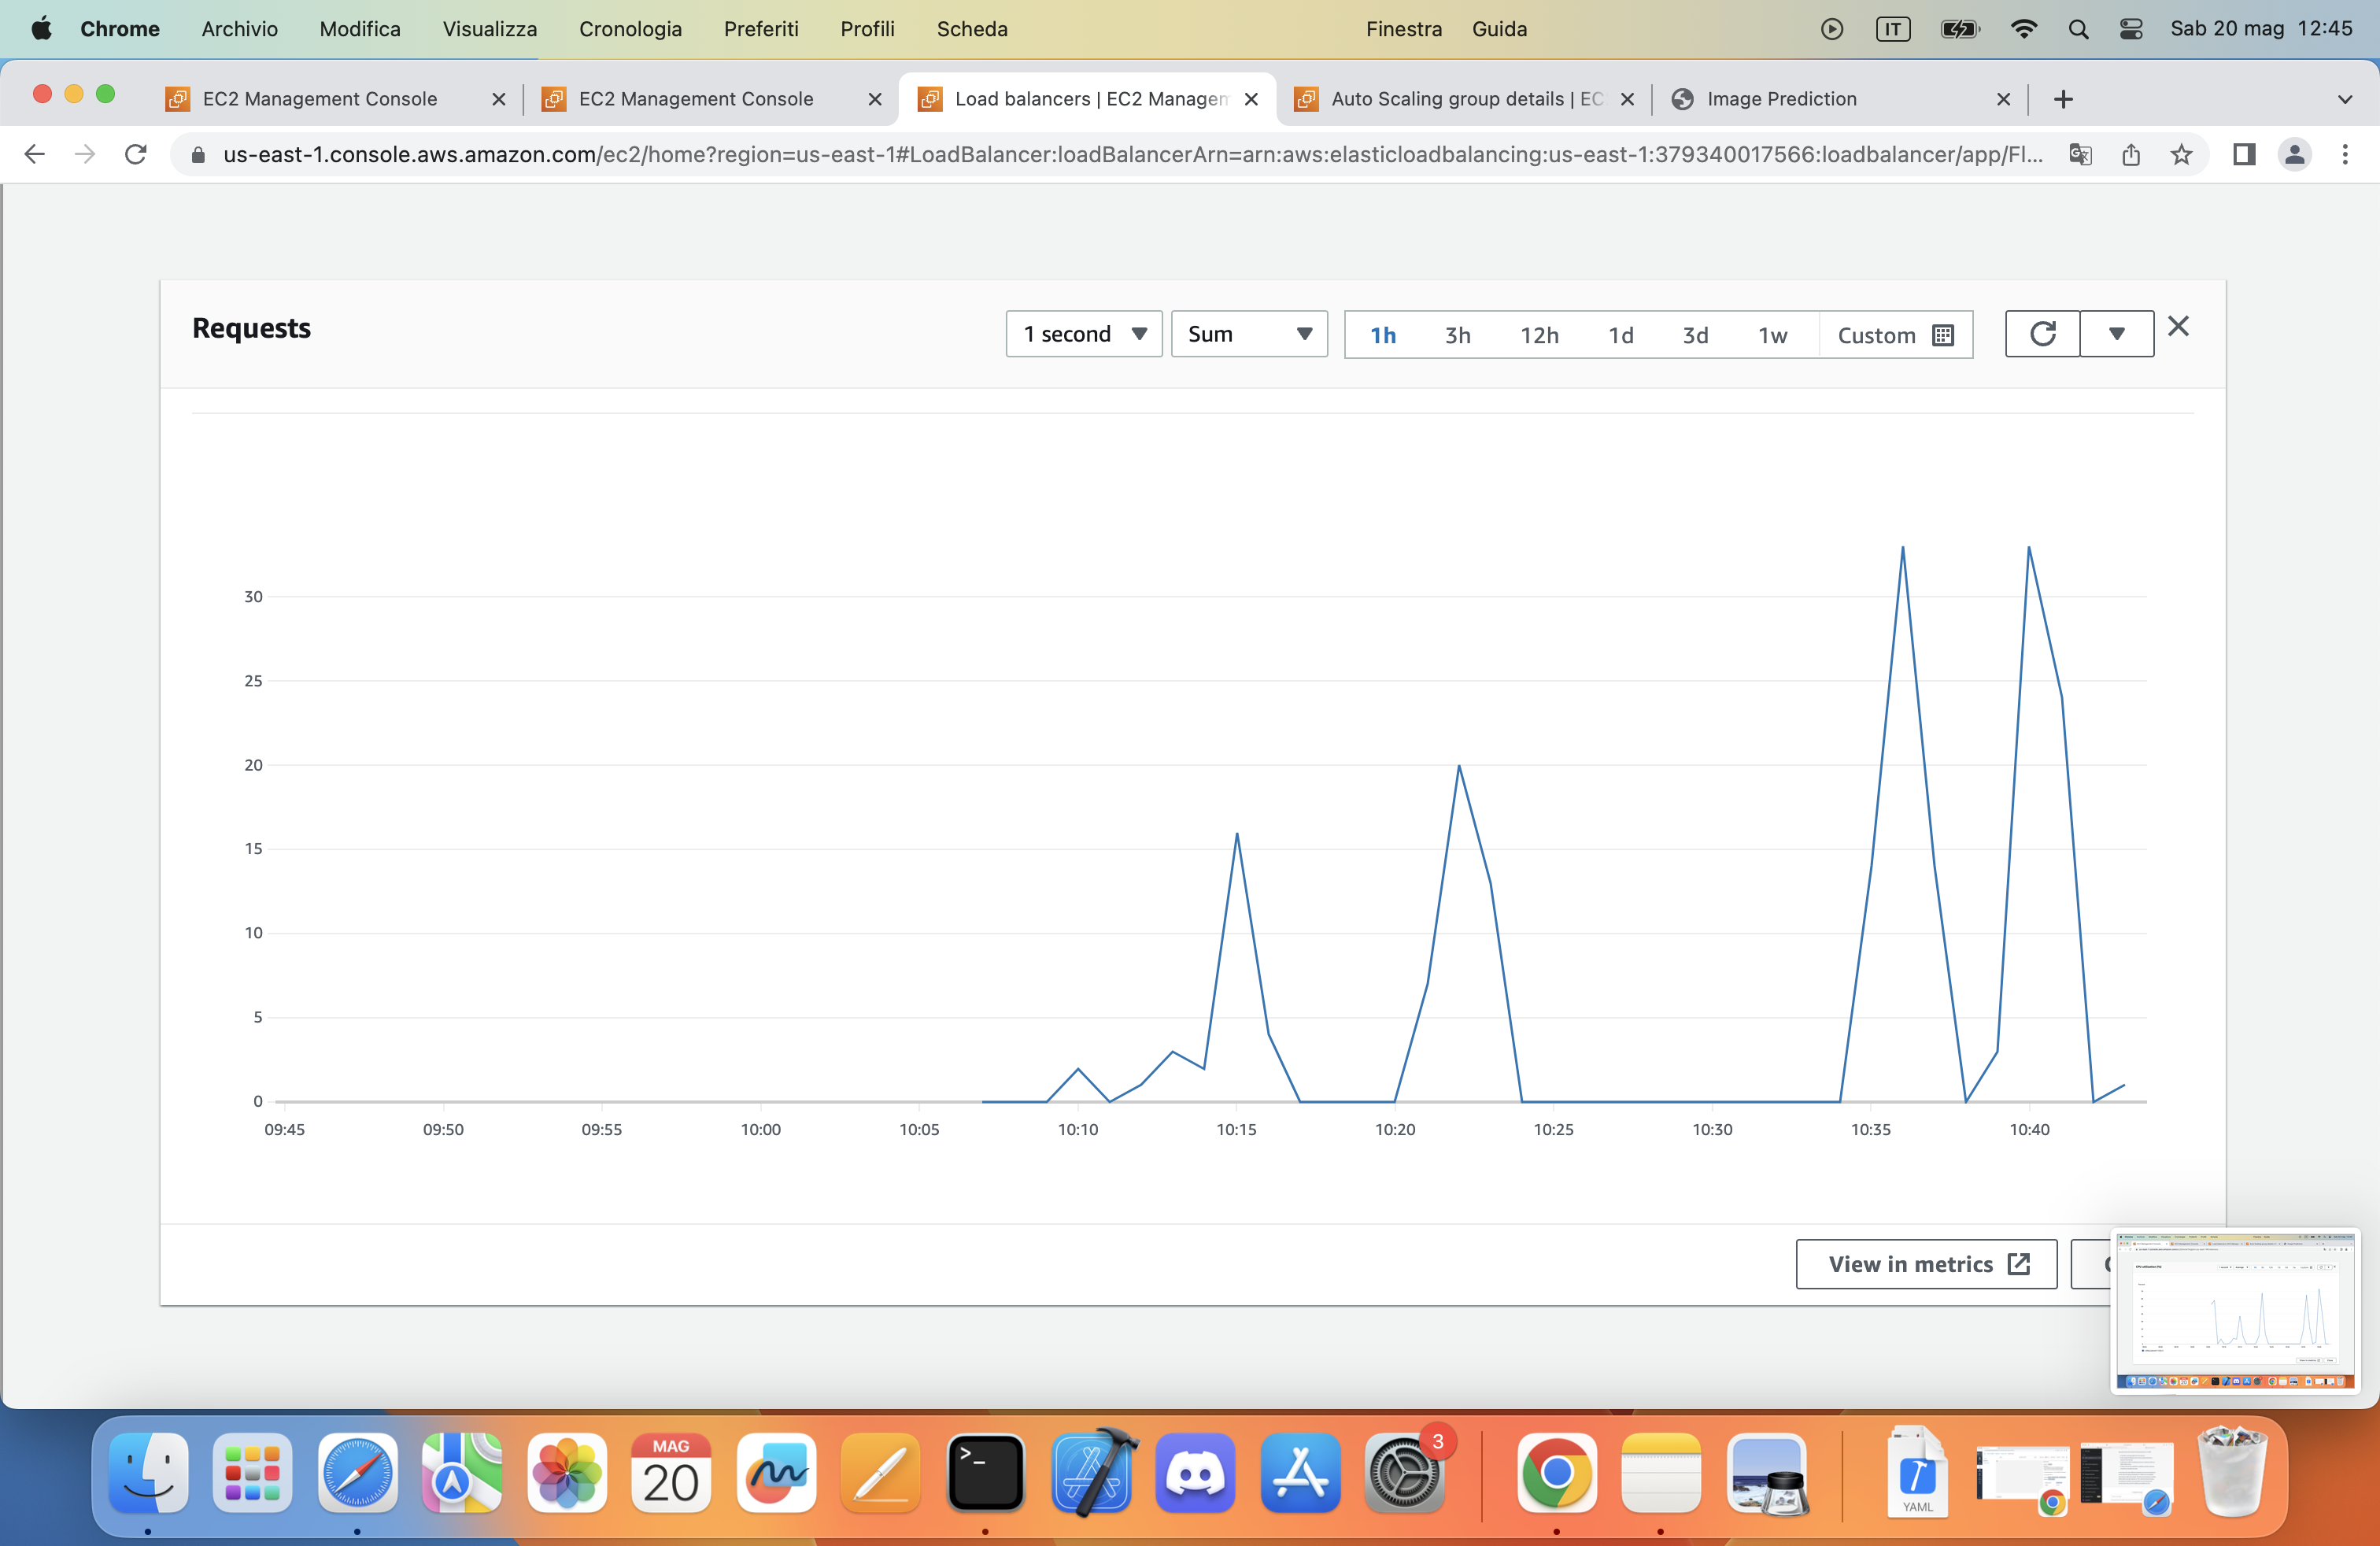 Chrome Archivio Modifica Visualizza Cronologia Preferiti Profili Scheda Finestra Guida IT Sab 20 mag 12:45
EC2 Management Console EC2 Management Console Load balancers | EC2 Managem Auto Scaling group details | EC Image Prediction
us-east-1.console.aws.amazon.com/ec2/home?region=us-east-1#LoadBalancer:loadBalancerArn=arn:aws:elasticloadbalancing:us-east-1:379340017566:loadbalancer/app/Fl...
Requests 1 second Sum 1h 3h 12h 1d 3d 1w Custom
30
25
20
15
10
5
0
09:45 09:50 09:55 10:00 10:05 10:10 10:15 10:20 10:25 10:30 10:35 10:40
View in metrics
MAG
20
>_
3
YAML